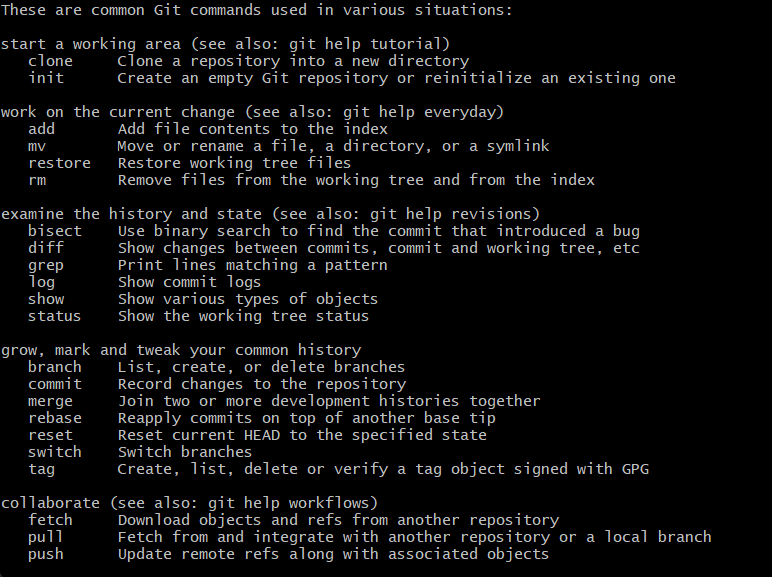 These are common Git commands used in various situations:

start a working area (see also: git help tutorial)
   clone     Clone a repository into a new directory
   init      Create an empty Git repository or reinitialize an existing one

work on the current change (see also: git help everyday)
   add       Add file contents to the index
   mv        Move or rename a file, a directory, or a symlink
   restore   Restore working tree files
   rm        Remove files from the working tree and from the index

examine the history and state (see also: git help revisions)
   bisect    Use binary search to find the commit that introduced a bug
   diff      Show changes between commits, commit and working tree, etc
   grep      Print lines matching a pattern
   log       Show commit logs
   show      Show various types of objects
   status    Show the working tree status

grow, mark and tweak your common history
   branch    List, create, or delete branches
   commit    Record changes to the repository
   merge     Join two or more development histories together
   rebase    Reapply commits on top of another base tip
   reset     Reset current HEAD to the specified state
   switch    Switch branches
   tag       Create, list, delete or verify a tag object signed with GPG

collaborate (see also: git help workflows)
   fetch     Download objects and refs from another repository
   pull      Fetch from and integrate with another repository or a local branch
   push      Update remote refs along with associated objects